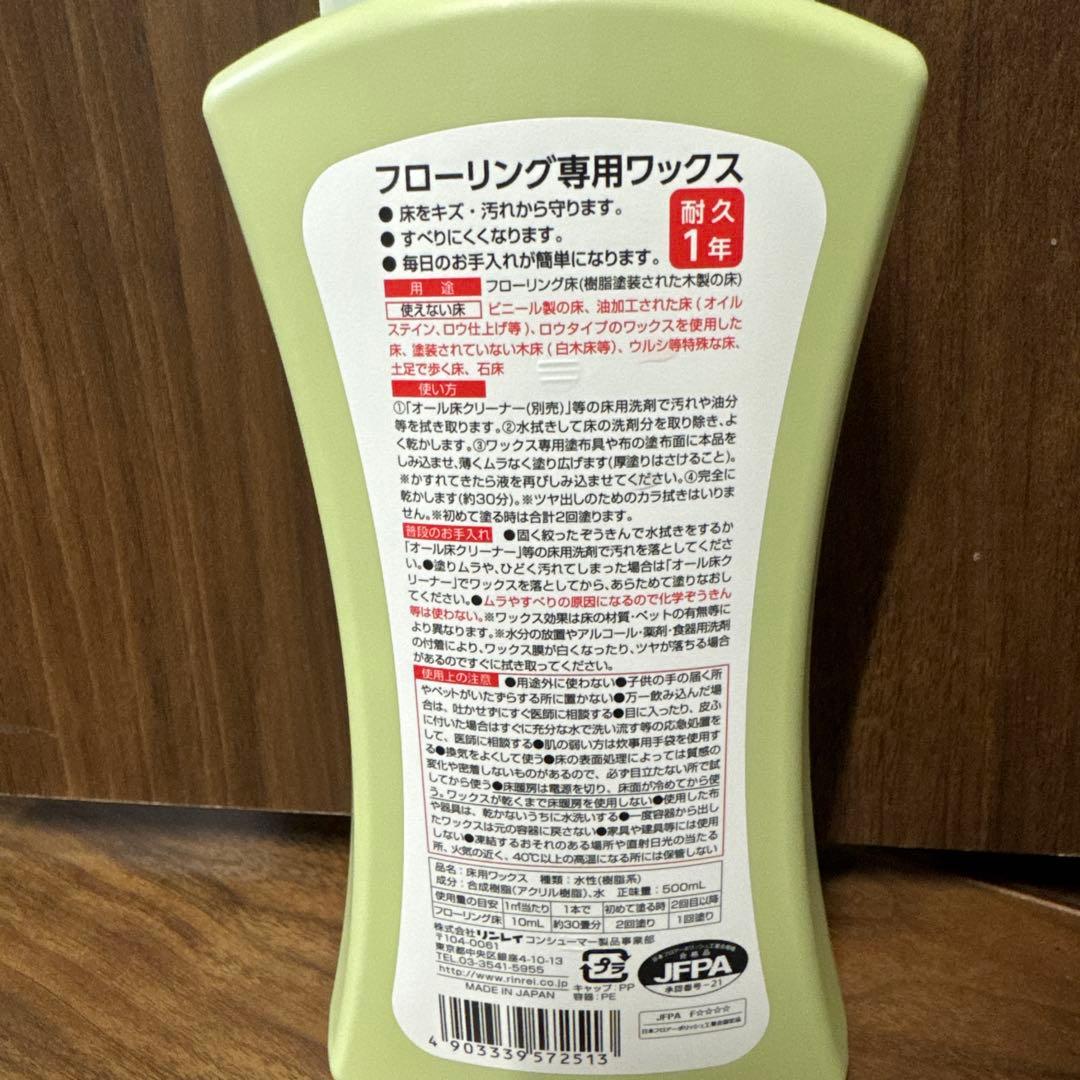 フローリング専用ワックス
●床をキズ・汚れから守ります。
●すべりにくくなります。
●毎日のお手入れが簡単になります。
耐久
1年
用途 フローリング床(樹脂塗装された木製の床)
使えない床 ビニール製の床、油加工された床(オイル
ステイン、ロウ仕上げ等)、ロウタイプのワックスを使用した
床、塗装されていない木床(白木床等)、ウルシ等特殊な床、
土足で歩く床、石床
使い方
①「オール床クリーナー(別売)」等の床用洗剤で汚れや油分
等を拭き取ります。②水拭きして床の洗剤分を取り除き、よ
く乾かします。③ワックス専用塗布具や布の塗布面に本品を
しみ込ませ、薄くムラなく塗り広げます(厚塗りはさけること)。
※かすれてきたら液を再びしみ込ませてください。④完全に
乾かします(約30分)。※ツヤ出しのためのカラ拭きはいりま
せん。※初めて塗る時は合計2回塗ります。
普段のお手入れ ●固く絞ったぞうきんで水拭きをするか
「オール床クリーナー」等の床用洗剤で汚れを落としてくださ
い。●塗りムラや、ひどく汚れてしまった場合は「オール床ク
リーナー」でワックスを落としてから、あらためて塗りなおし
てください。●ムラやすべりの原因になるので化学ぞうきん
等は使わない。※ワックス効果は床の材質・ペットの有無等に
より異なります。※水分の放置やアルコール・薬剤・食器用洗剤
の付着により、ワックス膜が白くなったり、ツヤが落ちる場合
があるのですぐに拭き取ってください。
使用上の注意 ●用途外に使わない●子供の手の届く所
やペットがいたずらする所に置かない●万一飲み込んだ場
合は、吐かせずにすぐ医師に相談する●目に入ったり、皮ふ
に付いた場合はすぐに充分な水で洗い流す等の応急処置を
して、医師に相談する●肌の弱い方は炊事用手袋を使用す
る●換気をよくして使う●床の表面処理によっては質感の
変化や密着しないものがあるので、必ず目立たない所で試
してから使う●床暖房は電源を切り、床面が冷めてから使
う。ワックスが乾くまで床暖房を使用しない●使用した布
や器具は、乾かないうちに水洗いする●一度容器から出し
たワックスは元の容器に戻さない●家具や建具等には使用
しない●凍結するおそれのある場所や直射日光の当たる
所、火気の近く、40℃以上の高温になる所には保管しない
品名：床用ワックス 種類：水性(樹脂系)
成分：合成樹脂(アクリル樹脂)、水 正味量：500mL
使用量の目安 1㎡当たり 1本で 初めて塗る時 2回目以降
フローリング床 10mL 約30畳分 2回塗り 1回塗り
株式会社リンレイ コンシューマー製品事業部
〒104-0061
東京都中央区銀座4-10-13
TEL.03-3541-5955
http://www.rinrei.co.jp
MADE IN JAPAN
プラ
キャップ：PP
容器：PE
日本フロアーポリッシュ工業会規格
合格品
JFPA
承認番号-21
JFPA F☆☆☆☆
4 903339 572513